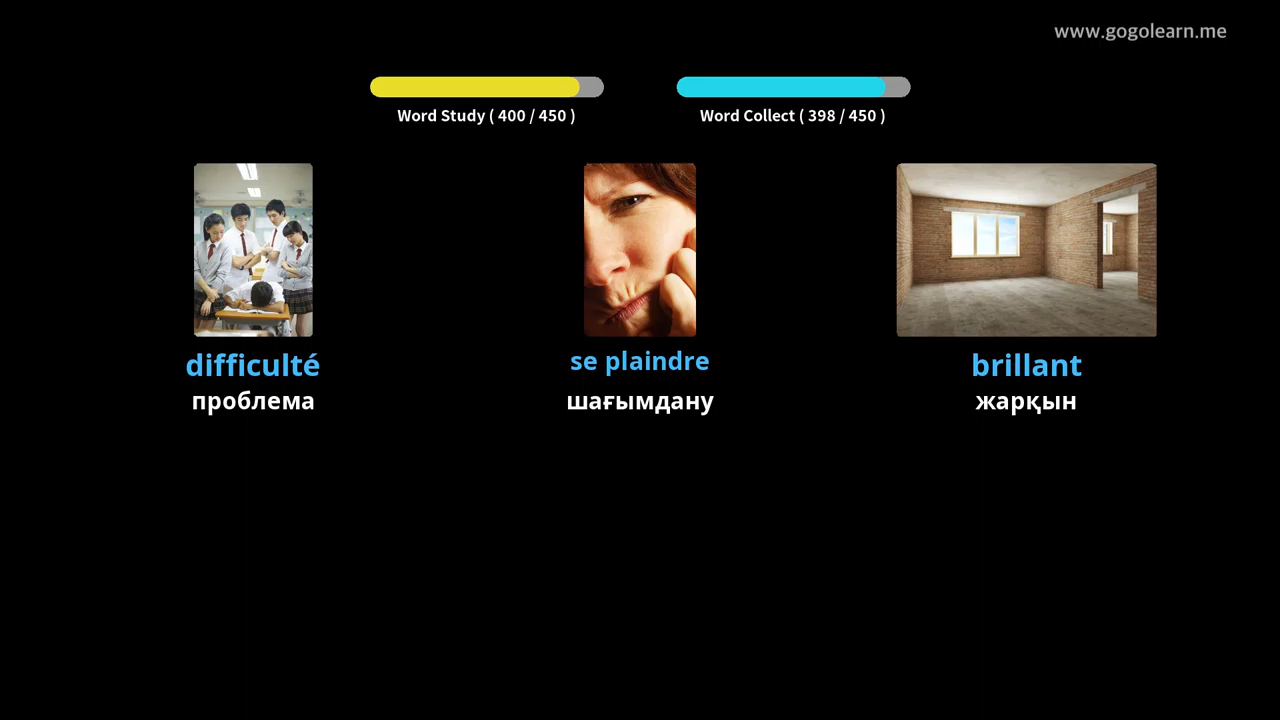 www.gogolearn.me
Word Study ( 400 / 450 )
Word Collect ( 398 / 450 )
difficulté
проблема
se plaindre
шағымдану
brillant
жарқын